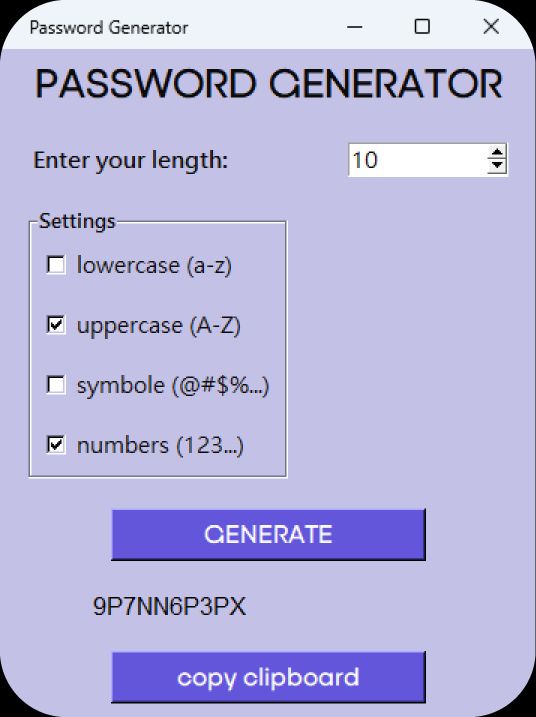 Password Generator
PASSWORD GENERATOR
Enter your length: 10
Settings
lowercase (a-z)
uppercase (A-Z)
symbole (@#$%...)
numbers (123...)
GENERATE
9P7NN6P3PX
copy clipboard